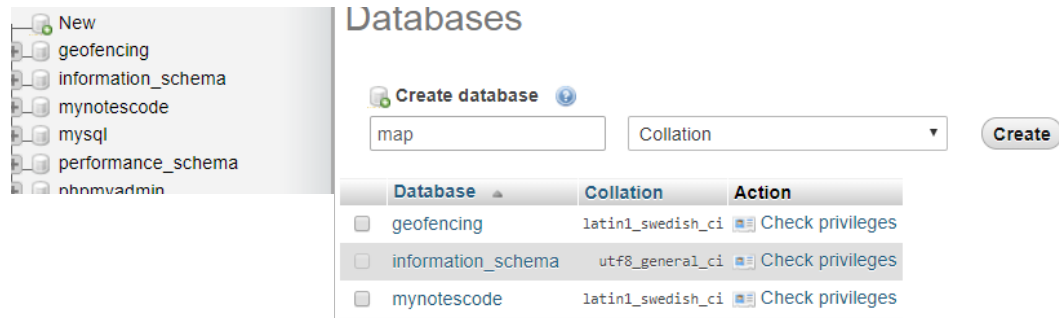 New
geofencing
information_schema
mynotescode
mysql
performance_schema
phpmyadmin
Databases
Create database
map Collation Create
Database Collation Action
geofencing latin1_swedish_ci Check privileges
information_schema utf8_general_ci Check privileges
mynotescode latin1_swedish_ci Check privileges